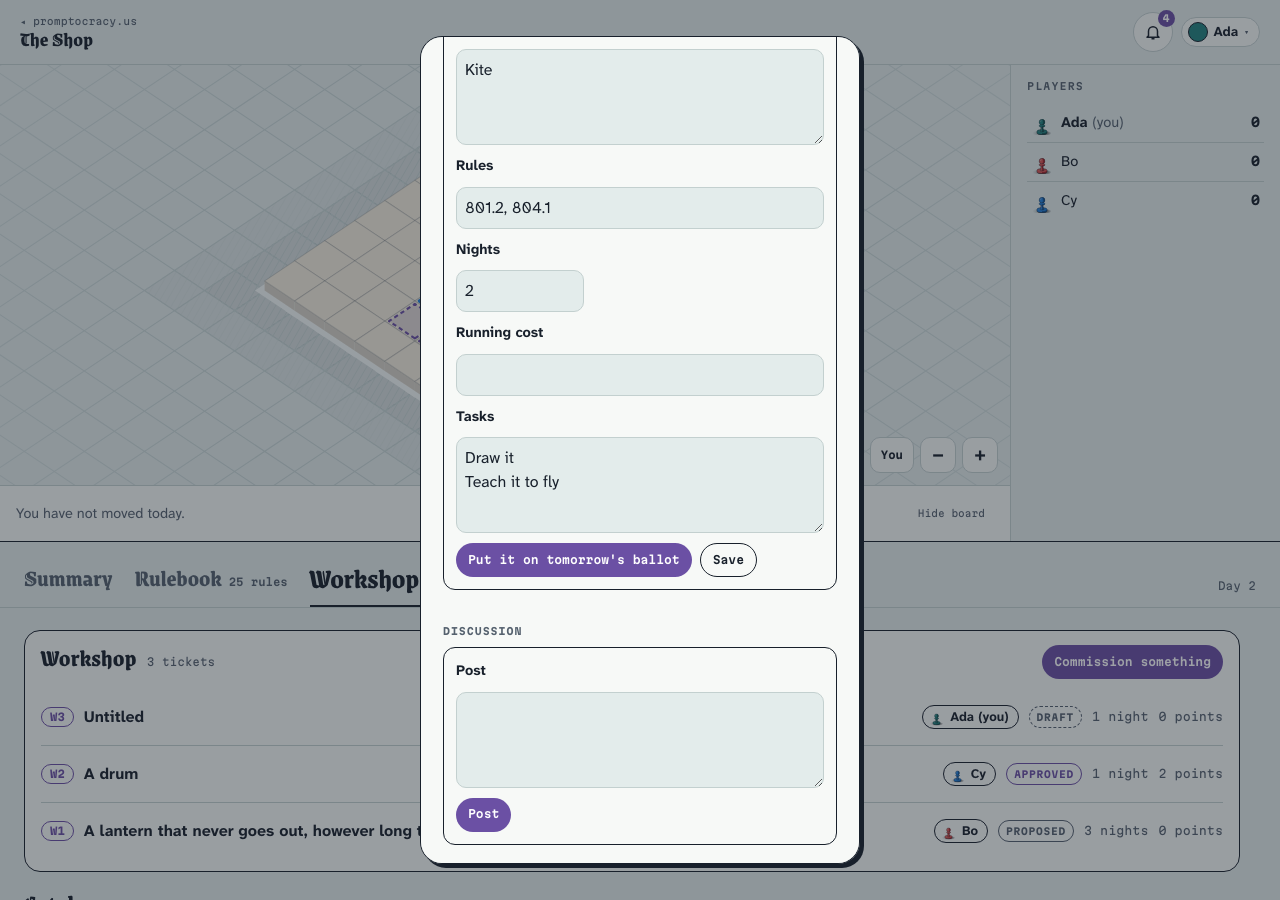 ◂ promptocracy.us
The Shop
4
Ada ▾
PLAYERS
Ada (you) 0
Bo 0
Cy 0
Kite
Rules
801.2, 804.1
Nights
2
Running cost
Tasks
Draw it
Teach it to fly
Put it on tomorrow's ballot
Save
You − +
You have not moved today.
Hide board
Summary
Rulebook 25 rules
Workshop
Day 2
DISCUSSION
Post
Post
Workshop 3 tickets
Commission something
W3 Untitled
Ada (you) DRAFT 1 night 0 points
W2 A drum
Cy APPROVED 1 night 2 points
W1 A lantern that never goes out, however long
Bo PROPOSED 3 nights 0 points